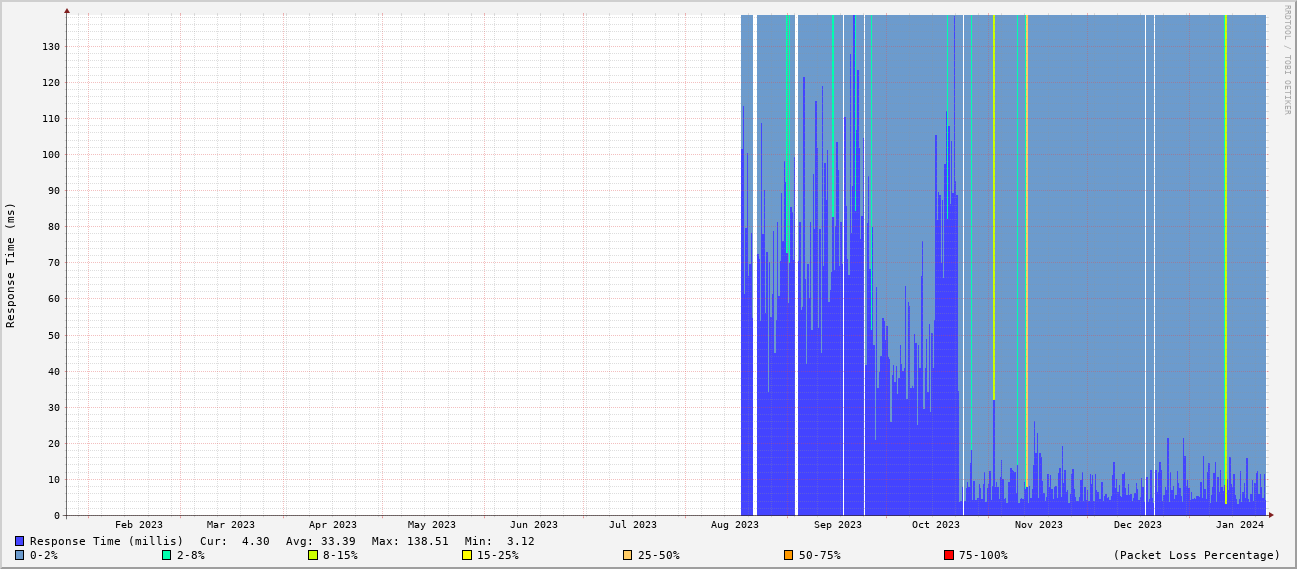 RRDTOOL / TOBI OETIKER
Response Time (ms)
130
120
110
100
90
80
70
60
50
40
30
20
10
0
Feb 2023 Mar 2023 Apr 2023 May 2023 Jun 2023 Jul 2023 Aug 2023 Sep 2023 Oct 2023 Nov 2023 Dec 2023 Jan 2024
Response Time (millis) Cur: 4.30 Avg: 33.39 Max: 138.51 Min: 3.12
0-2% 2-8% 8-15% 15-25% 25-50% 50-75% 75-100% (Packet Loss Percentage)